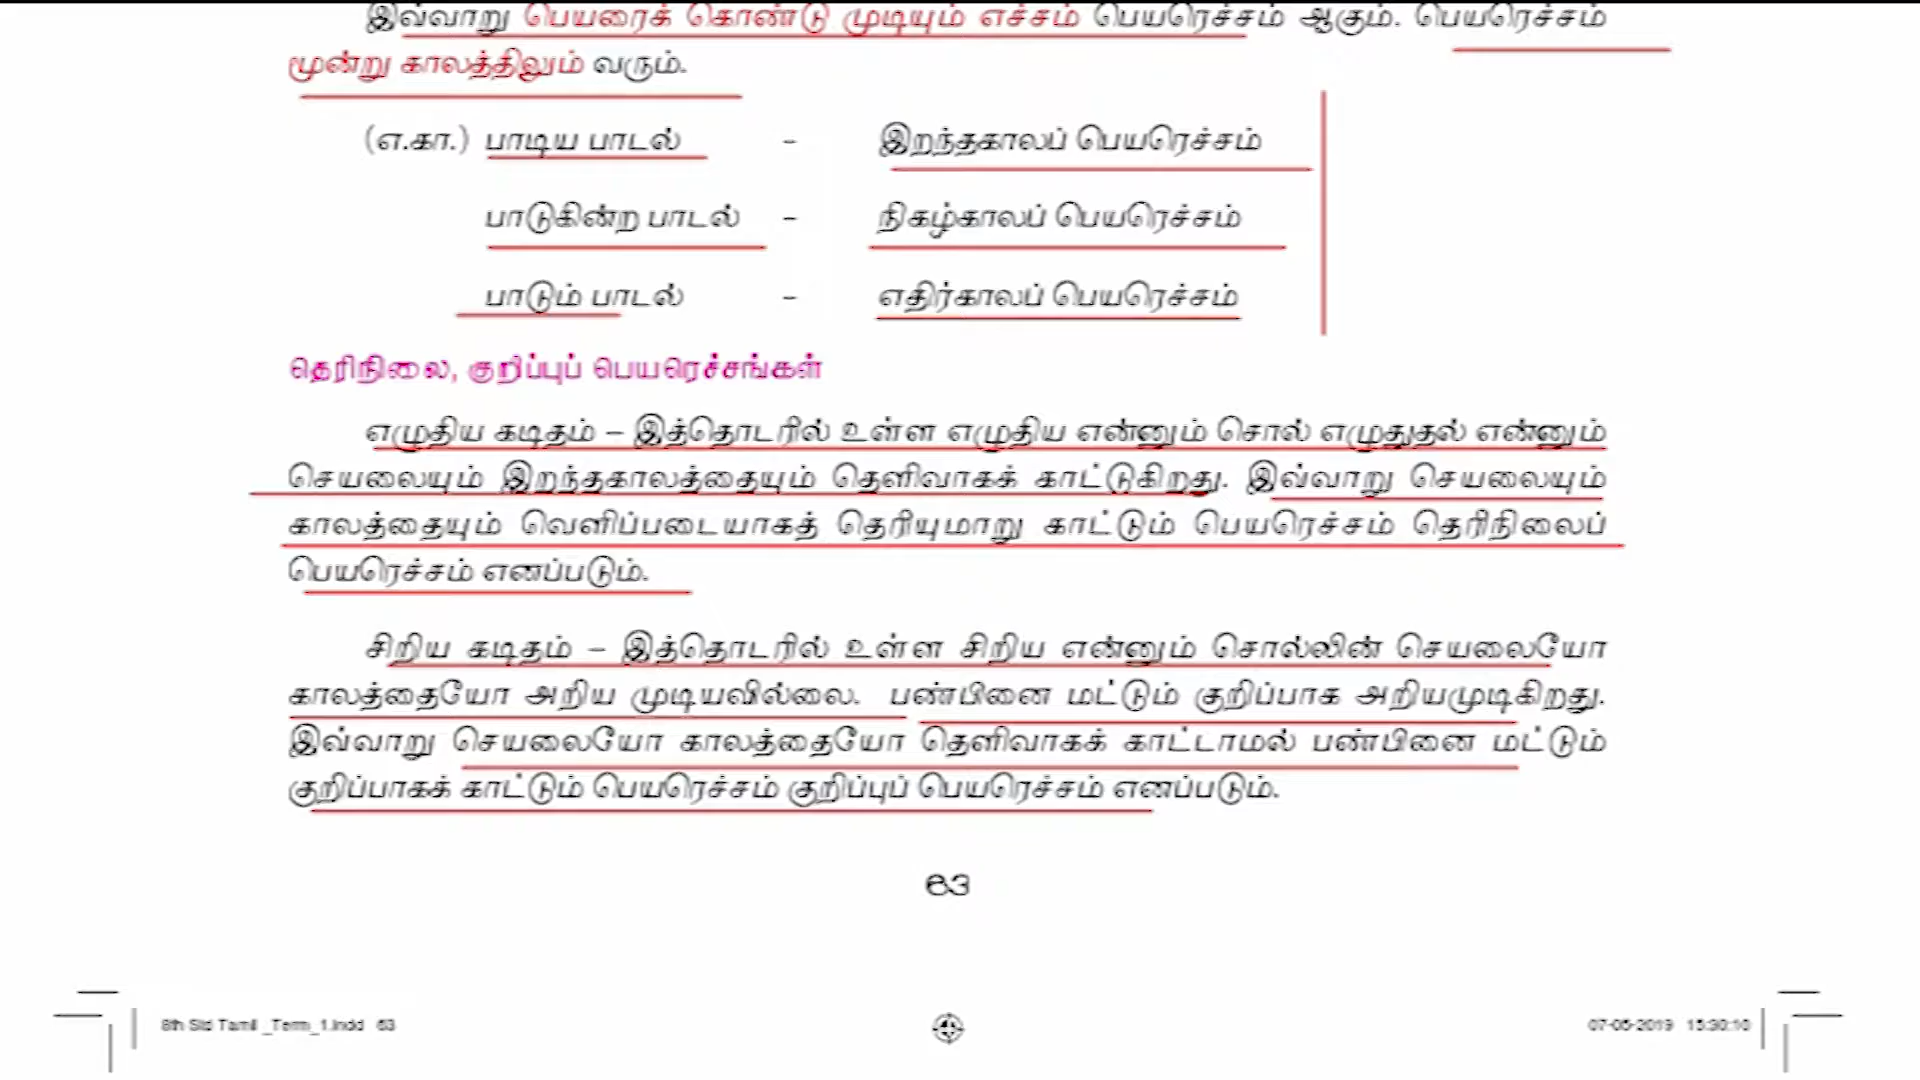 இவ்வாறு பெயரைக் கொண்டு முடியும் எச்சம் பெயரெச்சம் ஆகும். பெயரெச்சம்
மூன்று காலத்திலும் வரும்.
(எ.கா.) பாடிய பாடல் - இறந்தகாலப் பெயரெச்சம்
பாடுகின்ற பாடல் - நிகழ்காலப் பெயரெச்சம்
பாடும் பாடல் - எதிர்காலப் பெயரெச்சம்
தெரிநிலை, குறிப்புப் பெயரெச்சங்கள்
எழுதிய கடிதம் – இத்தொடரில் உள்ள எழுதிய என்னும் சொல் எழுதுதல் என்னும்
செயலையும் இறந்தகாலத்தையும் தெளிவாகக் காட்டுகிறது. இவ்வாறு செயலையும்
காலத்தையும் வெளிப்படையாகத் தெரியுமாறு காட்டும் பெயரெச்சம் தெரிநிலைப்
பெயரெச்சம் எனப்படும்.
சிறிய கடிதம் – இத்தொடரில் உள்ள சிறிய என்னும் சொல்லின் செயலையோ
காலத்தையோ அறிய முடியவில்லை. பண்பினை மட்டும் குறிப்பாக அறியமுடிகிறது.
இவ்வாறு செயலையோ காலத்தையோ தெளிவாகக் காட்டாமல் பண்பினை மட்டும்
குறிப்பாகக் காட்டும் பெயரெச்சம் குறிப்புப் பெயரெச்சம் எனப்படும்.
63
8th Std Tamil _Term_1.indd 63
07-05-2019 15:30:10